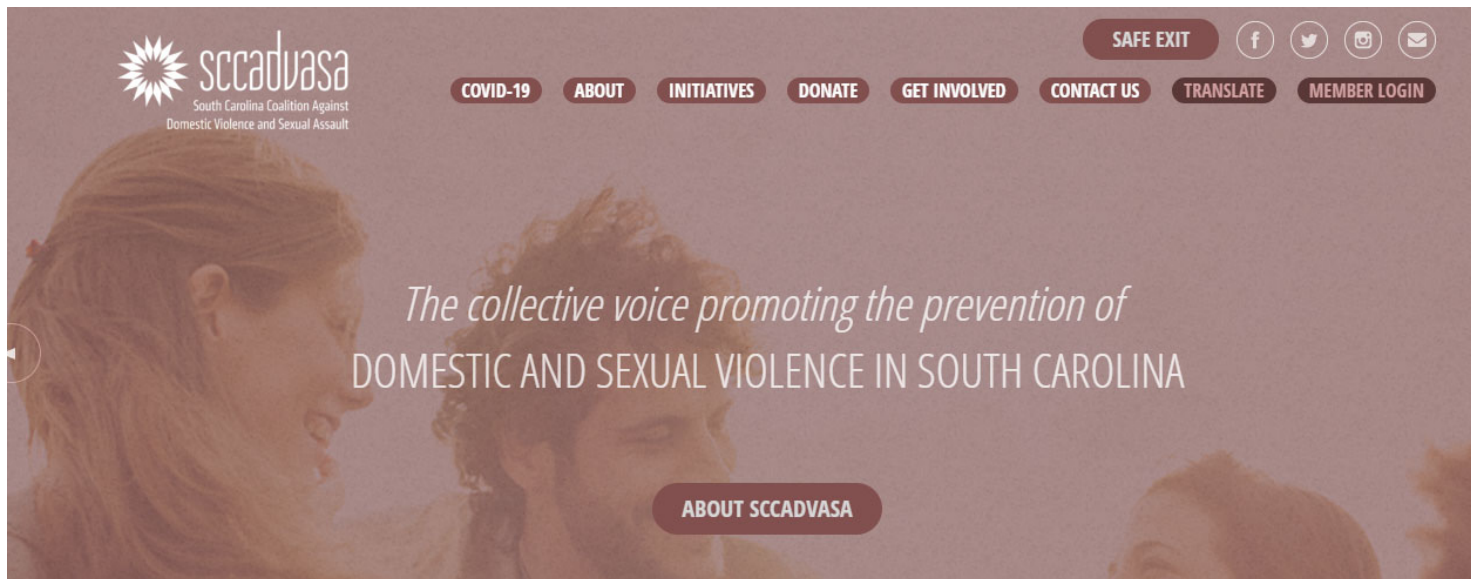 SAFE EXIT
sccadvasa
South Carolina Coalition Against
Domestic Violence and Sexual Assault
COVID-19 ABOUT INITIATIVES DONATE GET INVOLVED CONTACT US TRANSLATE MEMBER LOGIN
The collective voice promoting the prevention of
DOMESTIC AND SEXUAL VIOLENCE IN SOUTH CAROLINA
ABOUT SCCADVASA